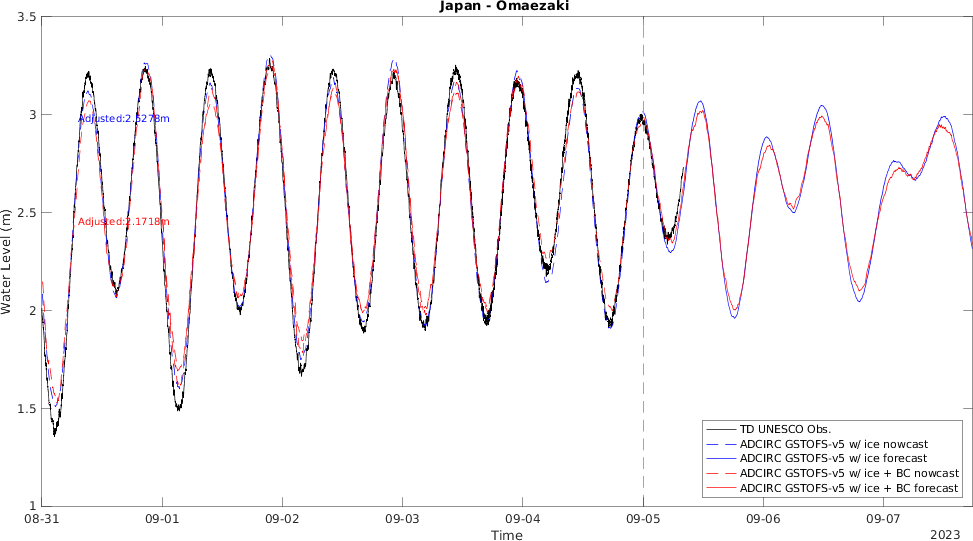 Japan - Omaezaki
3.5
3
2.5
2
1.5
1
Water Level (m)
Adjusted:2.5278m
Adjusted:2.1718m
TD UNESCO Obs.
ADCIRC GSTOFS-v5 w/ ice nowcast
ADCIRC GSTOFS-v5 w/ ice forecast
ADCIRC GSTOFS-v5 w/ ice + BC nowcast
ADCIRC GSTOFS-v5 w/ ice + BC forecast
08-31 09-01 09-02 09-03 09-04 09-05 09-06 09-07
Time
2023